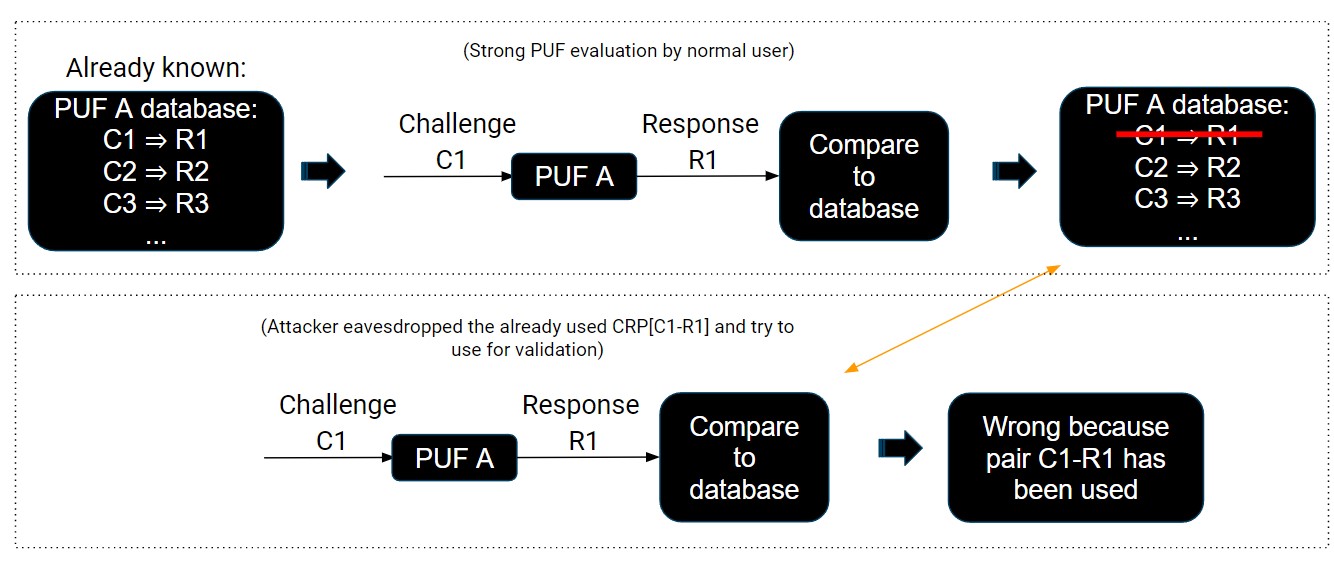 (Strong PUF evaluation by normal user)
Already known:
PUF A database:
C1 ⇒ R1
C2 ⇒ R2
C3 ⇒ R3
...
Challenge
C1
PUF A
Response
R1
Compare
to
database
PUF A database:
C1 ⇒ R1
C2 ⇒ R2
C3 ⇒ R3
...
(Attacker eavesdropped the already used CRP[C1-R1] and try to
use for validation)
Challenge
C1
PUF A
Response
R1
Compare
to
database
Wrong because
pair C1-R1 has
been used